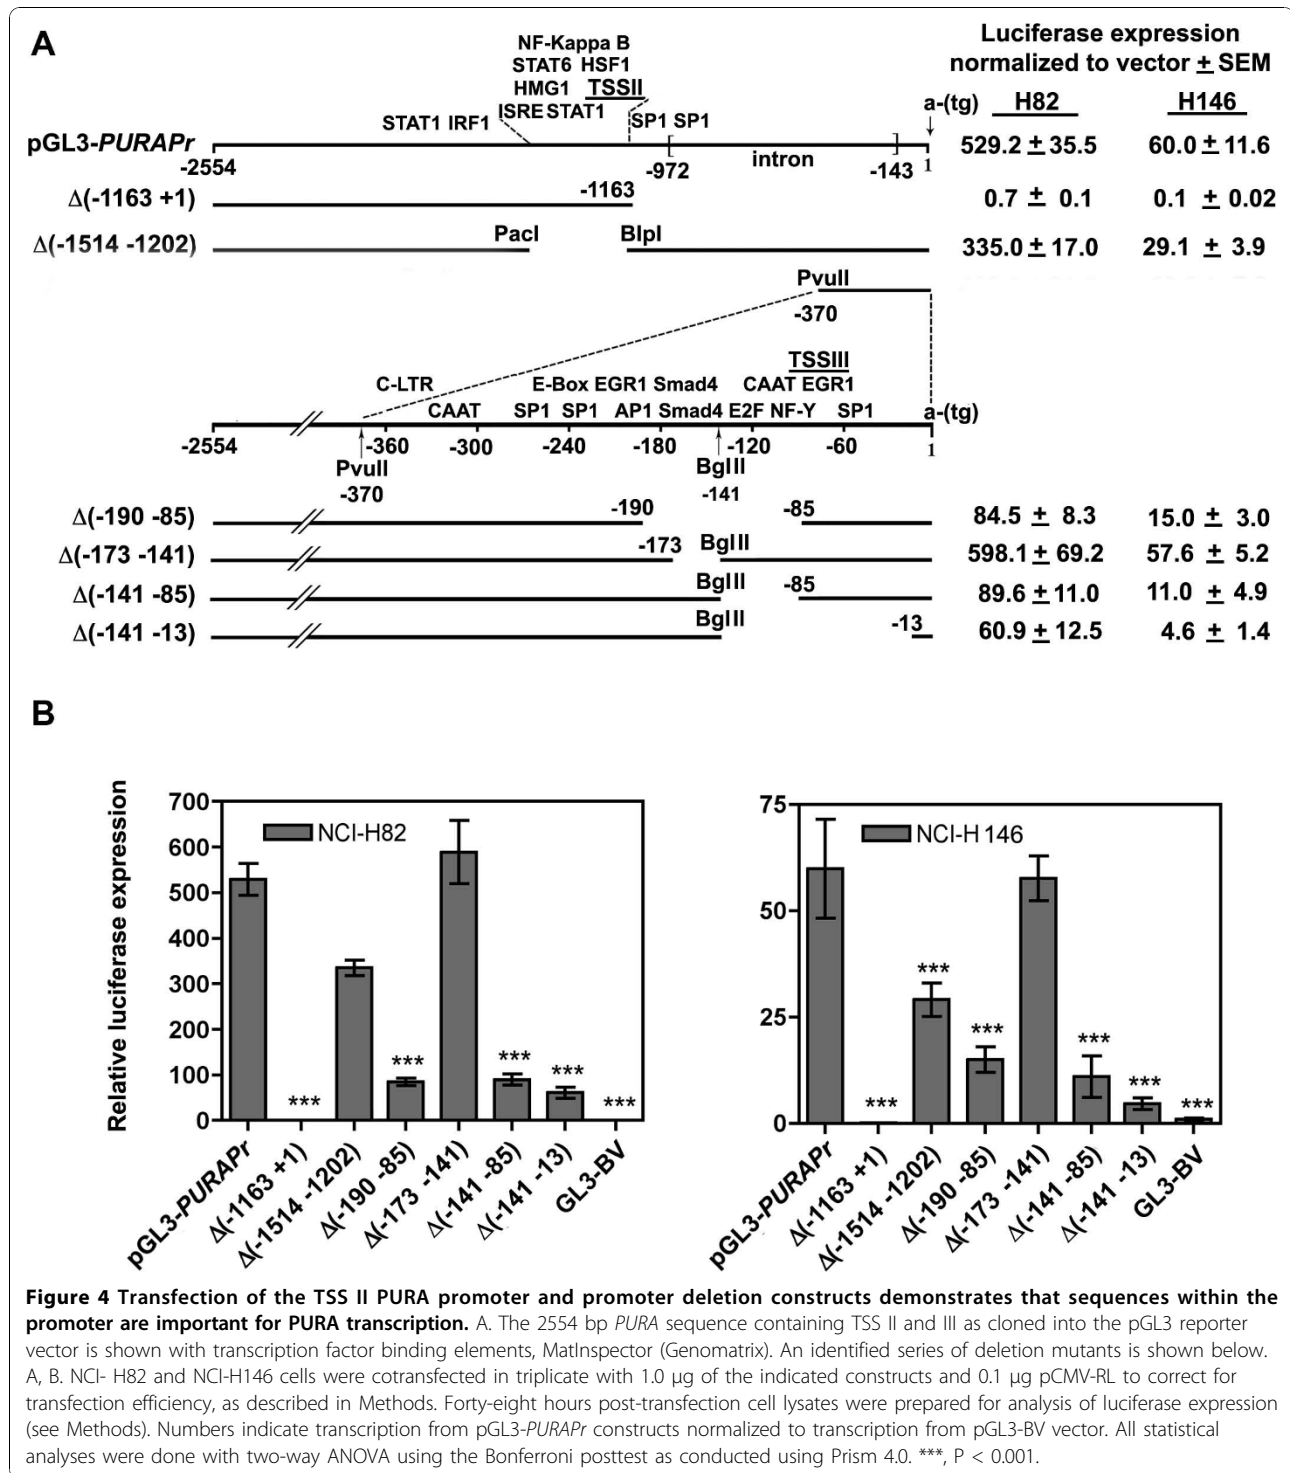 A
Luciferase expression
normalized to vector ± SEM
H82 H146
NF-Kappa B
STAT6 HSF1
HMG1 TSSII
STAT1 IRF1 ISRE STAT1
SP1 SP1
a-(tg)
pGL3-PURAPr
-2554 -972 intron -143 1
529.2 ± 35.5 60.0 ± 11.6
Δ(-1163 +1) -1163 0.7 ± 0.1 0.1 ± 0.02
Δ(-1514 -1202) PacI BlpI 335.0 ± 17.0 29.1 ± 3.9
PvuII
-370
TSSIII
C-LTR E-Box EGR1 Smad4 CAAT EGR1
CAAT SP1 SP1 AP1 Smad4 E2F NF-Y SP1 a-(tg)
-2554 -360 -300 -240 -180 -120 -60 1
PvuII BglII
-370 -141
Δ(-190 -85) -190 -85 84.5 ± 8.3 15.0 ± 3.0
Δ(-173 -141) -173 BglII 598.1 ± 69.2 57.6 ± 5.2
Δ(-141 -85) BglII -85 89.6 ± 11.0 11.0 ± 4.9
Δ(-141 -13) BglII -13 60.9 ± 12.5 4.6 ± 1.4
B
Relative luciferase expression
700
600
500
400
300
200
100
0
NCI-H82
*** *** *** *** ***
pGL3-PURAPr
Δ(-1163 +1)
Δ(-1514 -1202)
Δ(-190 -85)
Δ(-173 -141)
Δ(-141 -85)
Δ(-141 -13)
GL3-BV
75
50
25
0
NCI-H 146
*** *** *** *** *** ***
pGL3-PURAPr
Δ(-1163 +1)
Δ(-1514 -1202)
Δ(-190 -85)
Δ(-173 -141)
Δ(-141 -85)
Δ(-141 -13)
GL3-BV
Figure 4 Transfection of the TSS II PURA promoter and promoter deletion constructs demonstrates that sequences within the
promoter are important for PURA transcription. A. The 2554 bp PURA sequence containing TSS II and III as cloned into the pGL3 reporter
vector is shown with transcription factor binding elements, MatInspector (Genomatrix). An identified series of deletion mutants is shown below.
A, B. NCI- H82 and NCI-H146 cells were cotransfected in triplicate with 1.0 μg of the indicated constructs and 0.1 μg pCMV-RL to correct for
transfection efficiency, as described in Methods. Forty-eight hours post-transfection cell lysates were prepared for analysis of luciferase expression
(see Methods). Numbers indicate transcription from pGL3-PURAPr constructs normalized to transcription from pGL3-BV vector. All statistical
analyses were done with two-way ANOVA using the Bonferroni posttest as conducted using Prism 4.0. ***, P < 0.001.